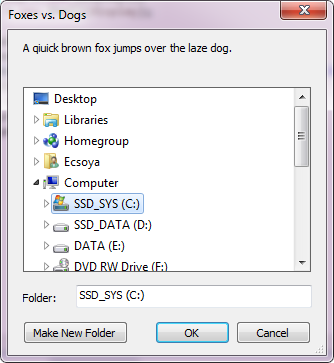 Foxes vs. Dogs
A qiuick brown fox jumps over the laze dog.
Desktop
Libraries
Homegroup
Ecsoya
Computer
SSD_SYS (C:)
SSD_DATA (D:)
DATA (E:)
DVD RW Drive (F:)
Folder: SSD_SYS (C:)
Make New Folder OK Cancel